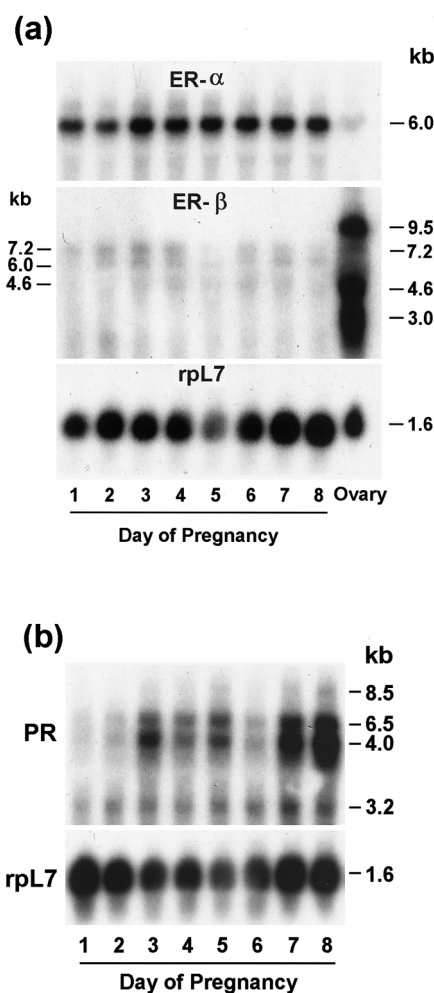 (a)
kb
ER-α
6.0
kb
ER-β
9.5
7.2
7.2
6.0
4.6
4.6
3.0
rpL7
1.6
1 2 3 4 5 6 7 8 Ovary
Day of Pregnancy
(b)
kb
8.5
PR
6.5
4.0
3.2
rpL7
1.6
1 2 3 4 5 6 7 8
Day of Pregnancy